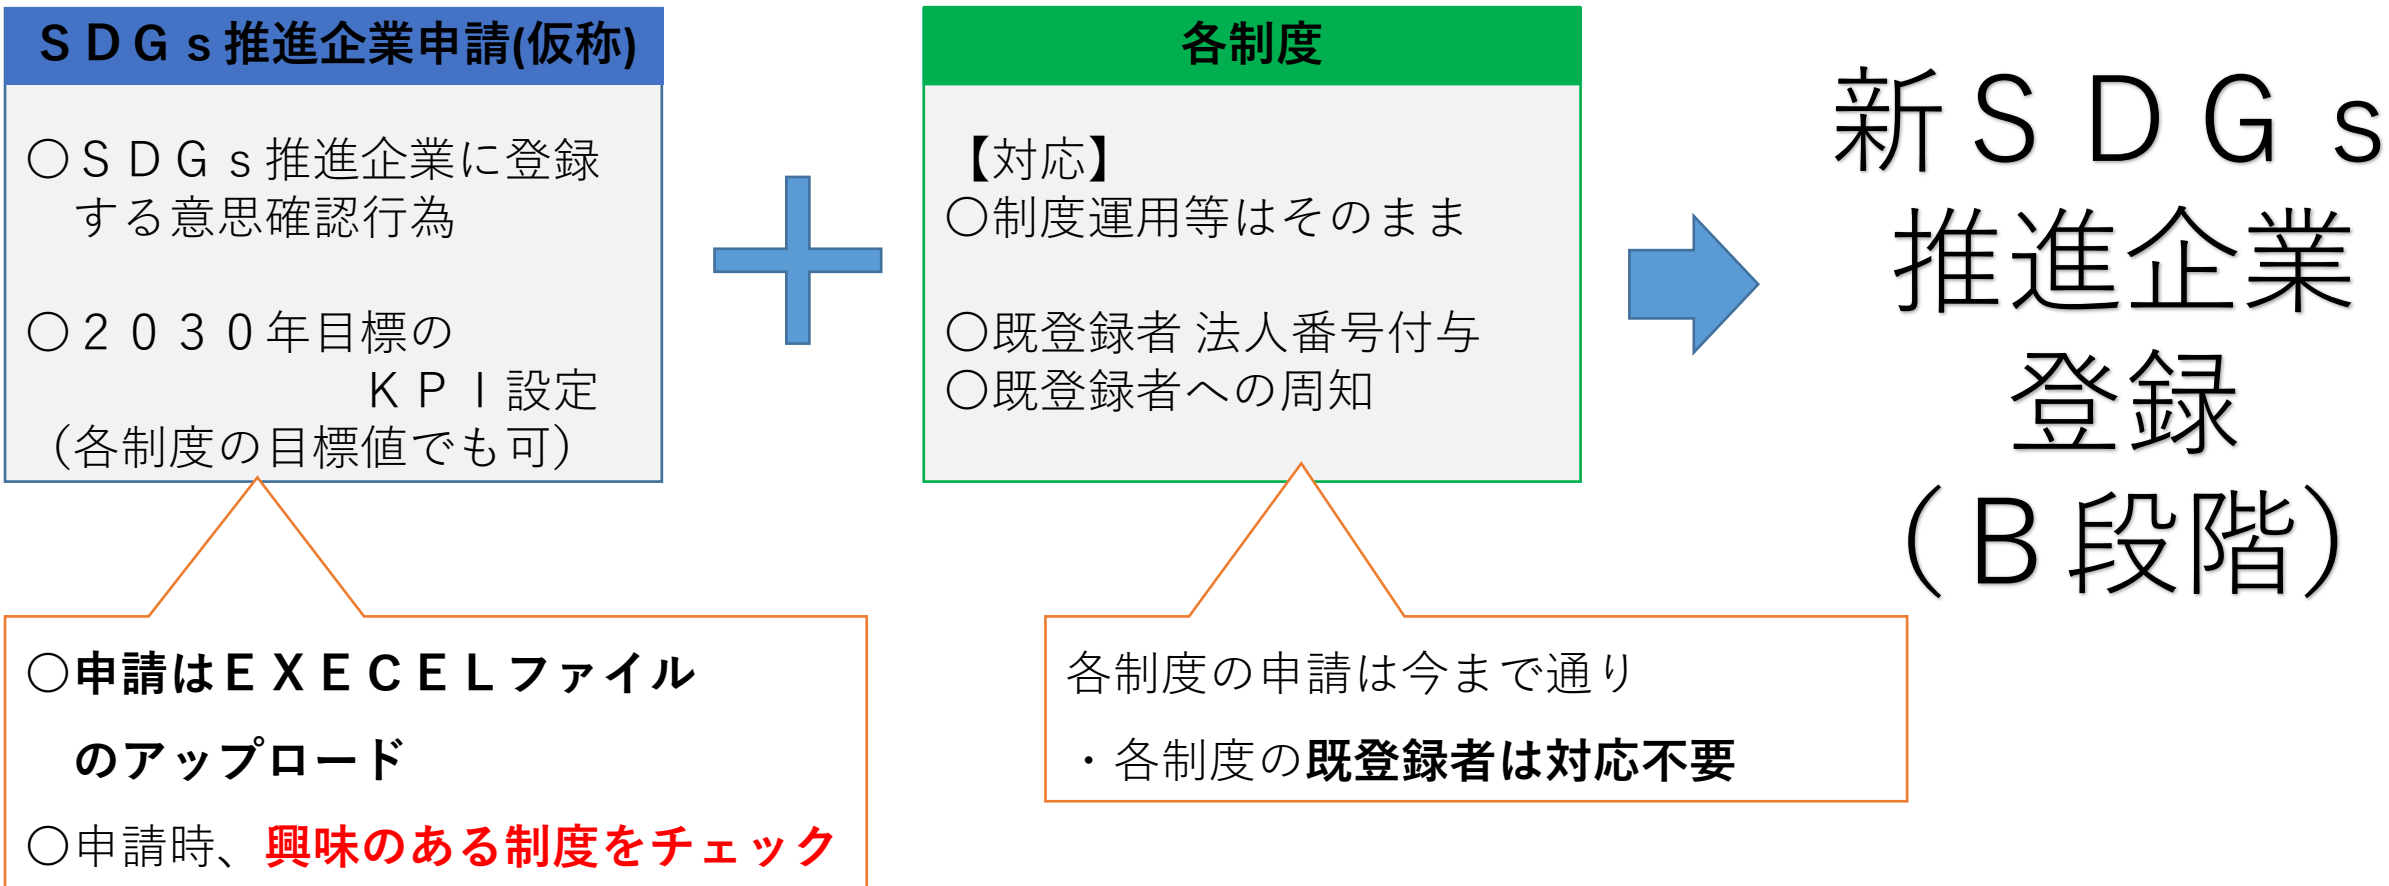 ＳＤＧｓ推進企業申請(仮称)
〇ＳＤＧｓ推進企業に登録
する意思確認行為
〇２０３０年目標の
ＫＰＩ設定
（各制度の目標値でも可）
各制度
【対応】
〇制度運用等はそのまま
〇既登録者 法人番号付与
〇既登録者への周知
新ＳＤＧｓ
推進企業
登録
（Ｂ段階）
〇申請はＥＸＥＣＥＬファイル
のアップロード
〇申請時、興味のある制度をチェック
各制度の申請は今まで通り
・各制度の既登録者は対応不要